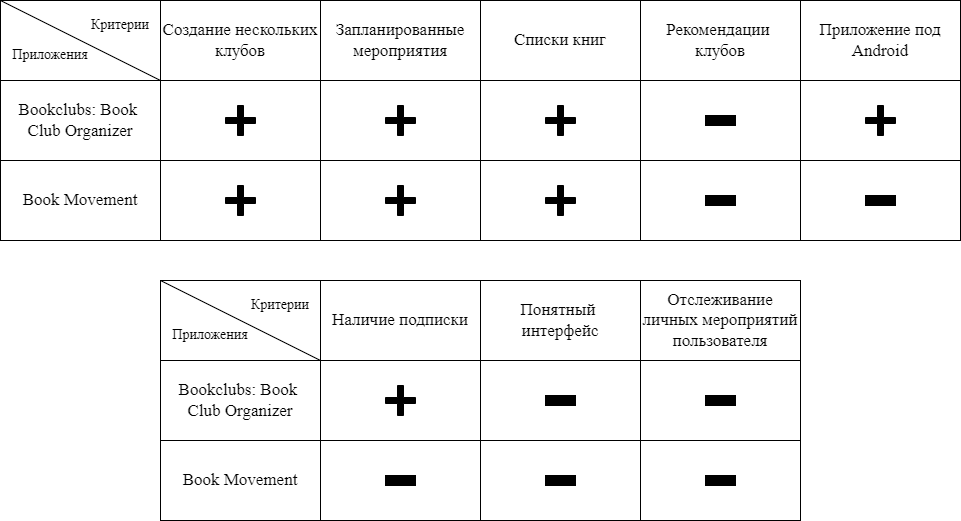 Критерии
Приложения
Создание нескольких
клубов
Запланированные
мероприятия
Списки книг
Рекомендации
клубов
Приложение под
Android
Bookclubs: Book
Club Organizer
+ + + - +
Book Movement
+ + + - -
Критерии
Приложения
Наличие подписки
Понятный
интерфейс
Отслеживание
личных мероприятий
пользователя
Bookclubs: Book
Club Organizer
+ - -
Book Movement
- - -